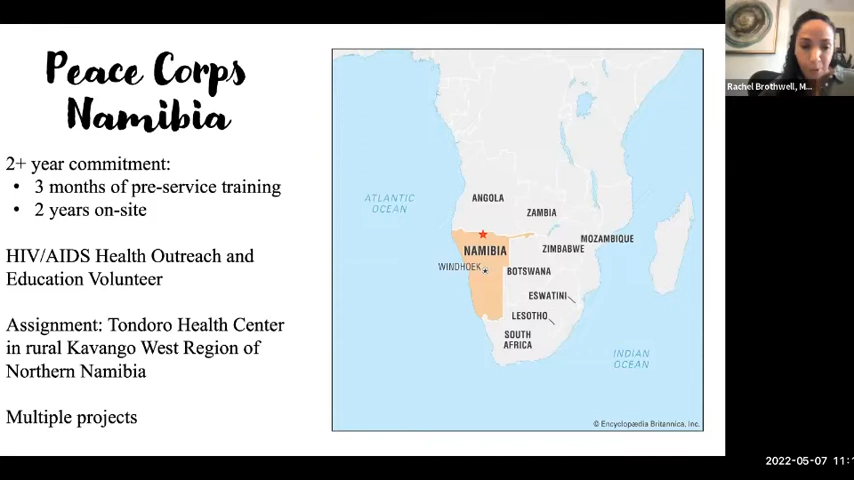 Peace Corps
Namibia
2+ year commitment:
• 3 months of pre-service training
• 2 years on-site
HIV/AIDS Health Outreach and
Education Volunteer
Assignment: Tondoro Health Center
in rural Kavango West Region of
Northern Namibia
Multiple projects
ATLANTIC
OCEAN
ANGOLA
ZAMBIA
NAMIBIA
MOZAMBIQUE
ZIMBABWE
WINDHOEK
BOTSWANA
ESWATINI
LESOTHO
SOUTH
AFRICA
INDIAN
OCEAN
© Encyclopædia Britannica, Inc.
Rachel Brothwell, M...
2022-05-07 11:1